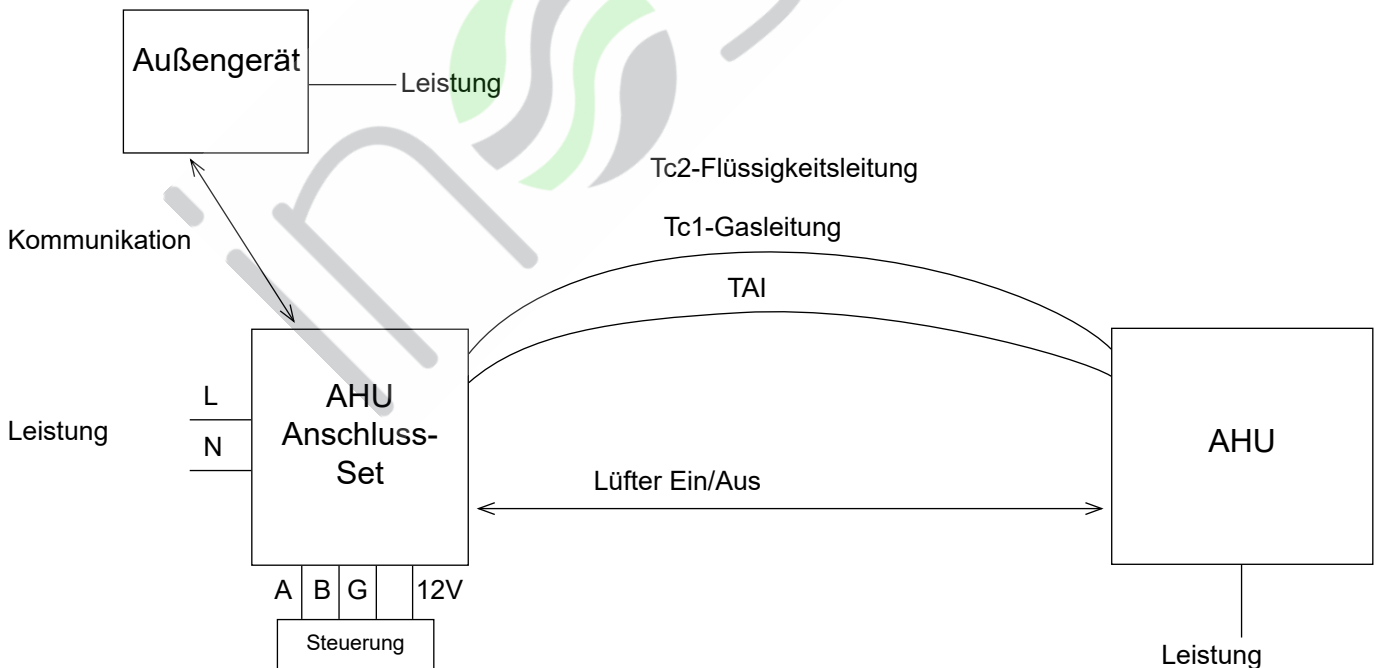 Außengerät
Leistung
Tc2-Flüssigkeitsleitung
Tc1-Gasleitung
Kommunikation
TAI
L
AHU
Anschluss-
Set
Leistung
N
AHU
Lüfter Ein/Aus
A B G 12V
Steuerung
Leistung